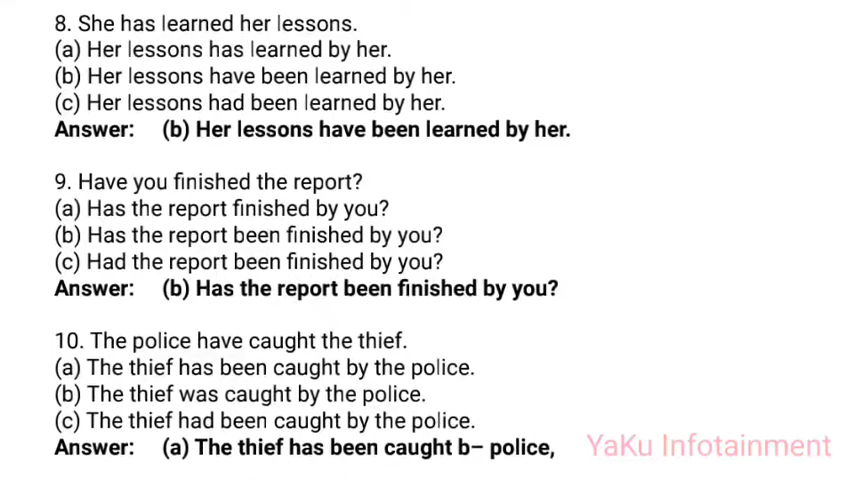 8. She has learned her lessons.
(a) Her lessons has learned by her.
(b) Her lessons have been learned by her.
(c) Her lessons had been learned by her.
Answer: (b) Her lessons have been learned by her.
9. Have you finished the report?
(a) Has the report finished by you?
(b) Has the report been finished by you?
(c) Had the report been finished by you?
Answer: (b) Has the report been finished by you?
10. The police have caught the thief.
(a) The thief has been caught by the police.
(b) The thief was caught by the police.
(c) The thief had been caught by the police.
Answer: (a) The thief has been caught b– police,
YaKu Infotainment